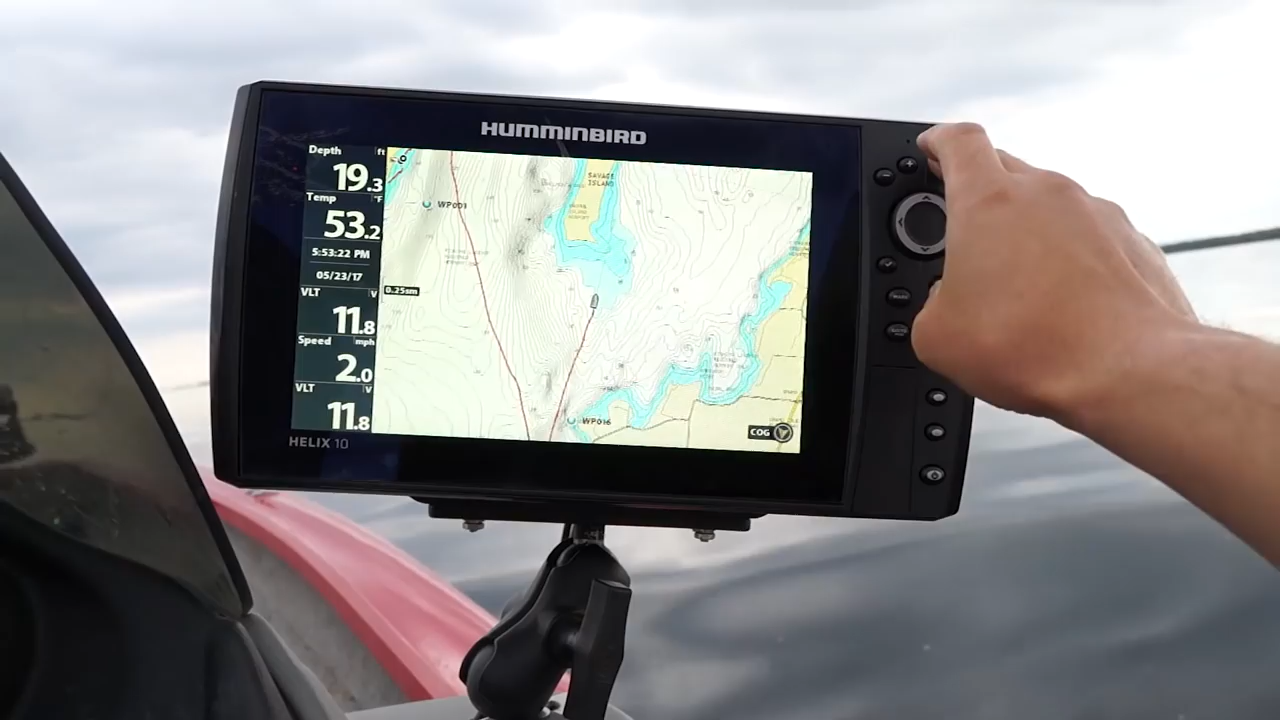 HUMMINBIRD
Depth ft
19.3
Temp °F
53.2
5:53:22 PM
05/23/17
VLT V
11.8
Speed mph
2.0
VLT V
11.8
HELIX 10
SAVAGE
ISLAND
WP001
0.25sm
WP016
COG